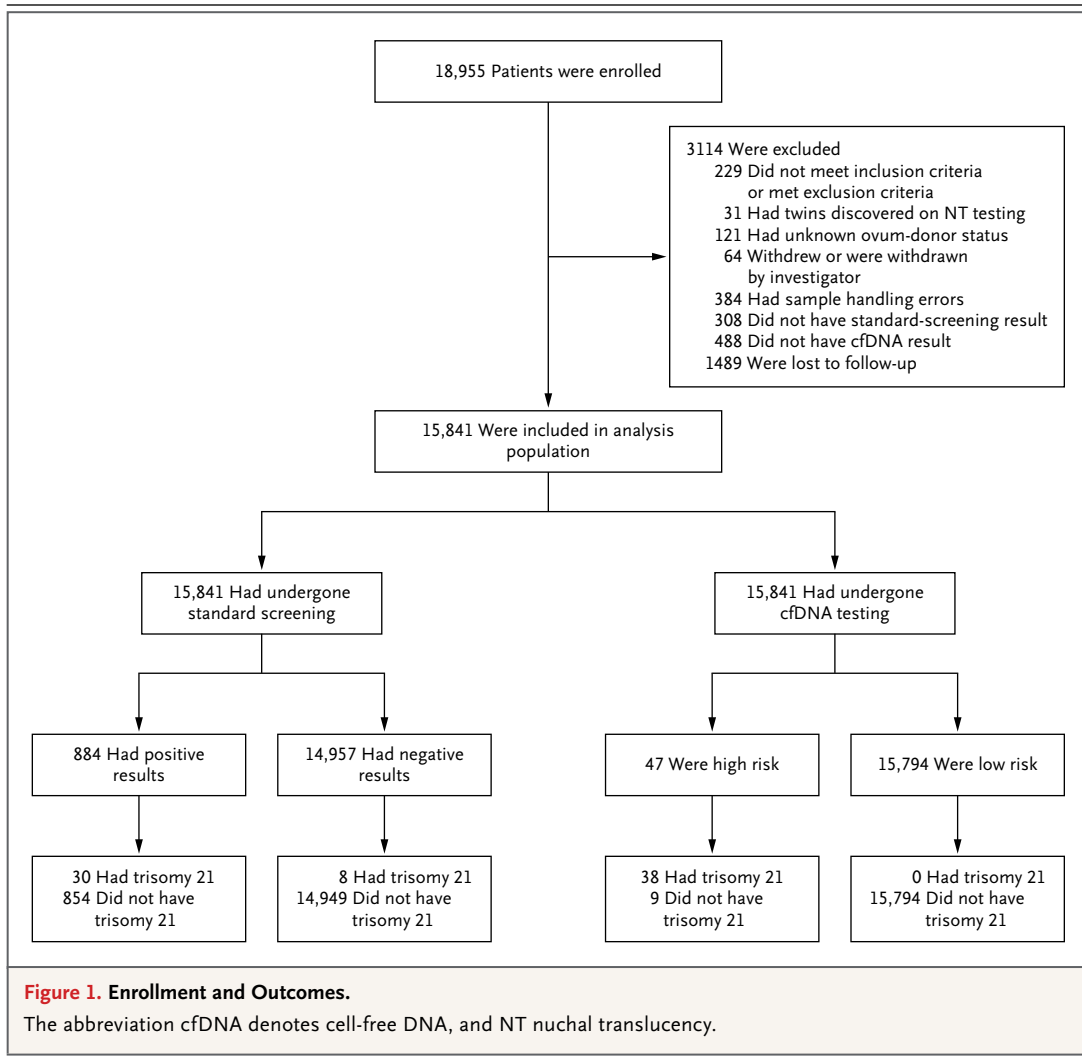 18,955 Patients were enrolled
3114 Were excluded
229 Did not meet inclusion criteria
or met exclusion criteria
31 Had twins discovered on NT testing
121 Had unknown ovum-donor status
64 Withdrew or were withdrawn
by investigator
384 Had sample handling errors
308 Did not have standard-screening result
488 Did not have cfDNA result
1489 Were lost to follow-up
15,841 Were included in analysis
population
15,841 Had undergone
standard screening
15,841 Had undergone
cfDNA testing
884 Had positive
results
14,957 Had negative
results
47 Were high risk
15,794 Were low risk
30 Had trisomy 21
854 Did not have
trisomy 21
8 Had trisomy 21
14,949 Did not have
trisomy 21
38 Had trisomy 21
9 Did not have
trisomy 21
0 Had trisomy 21
15,794 Did not have
trisomy 21
Figure 1. Enrollment and Outcomes.
The abbreviation cfDNA denotes cell-free DNA, and NT nuchal translucency.